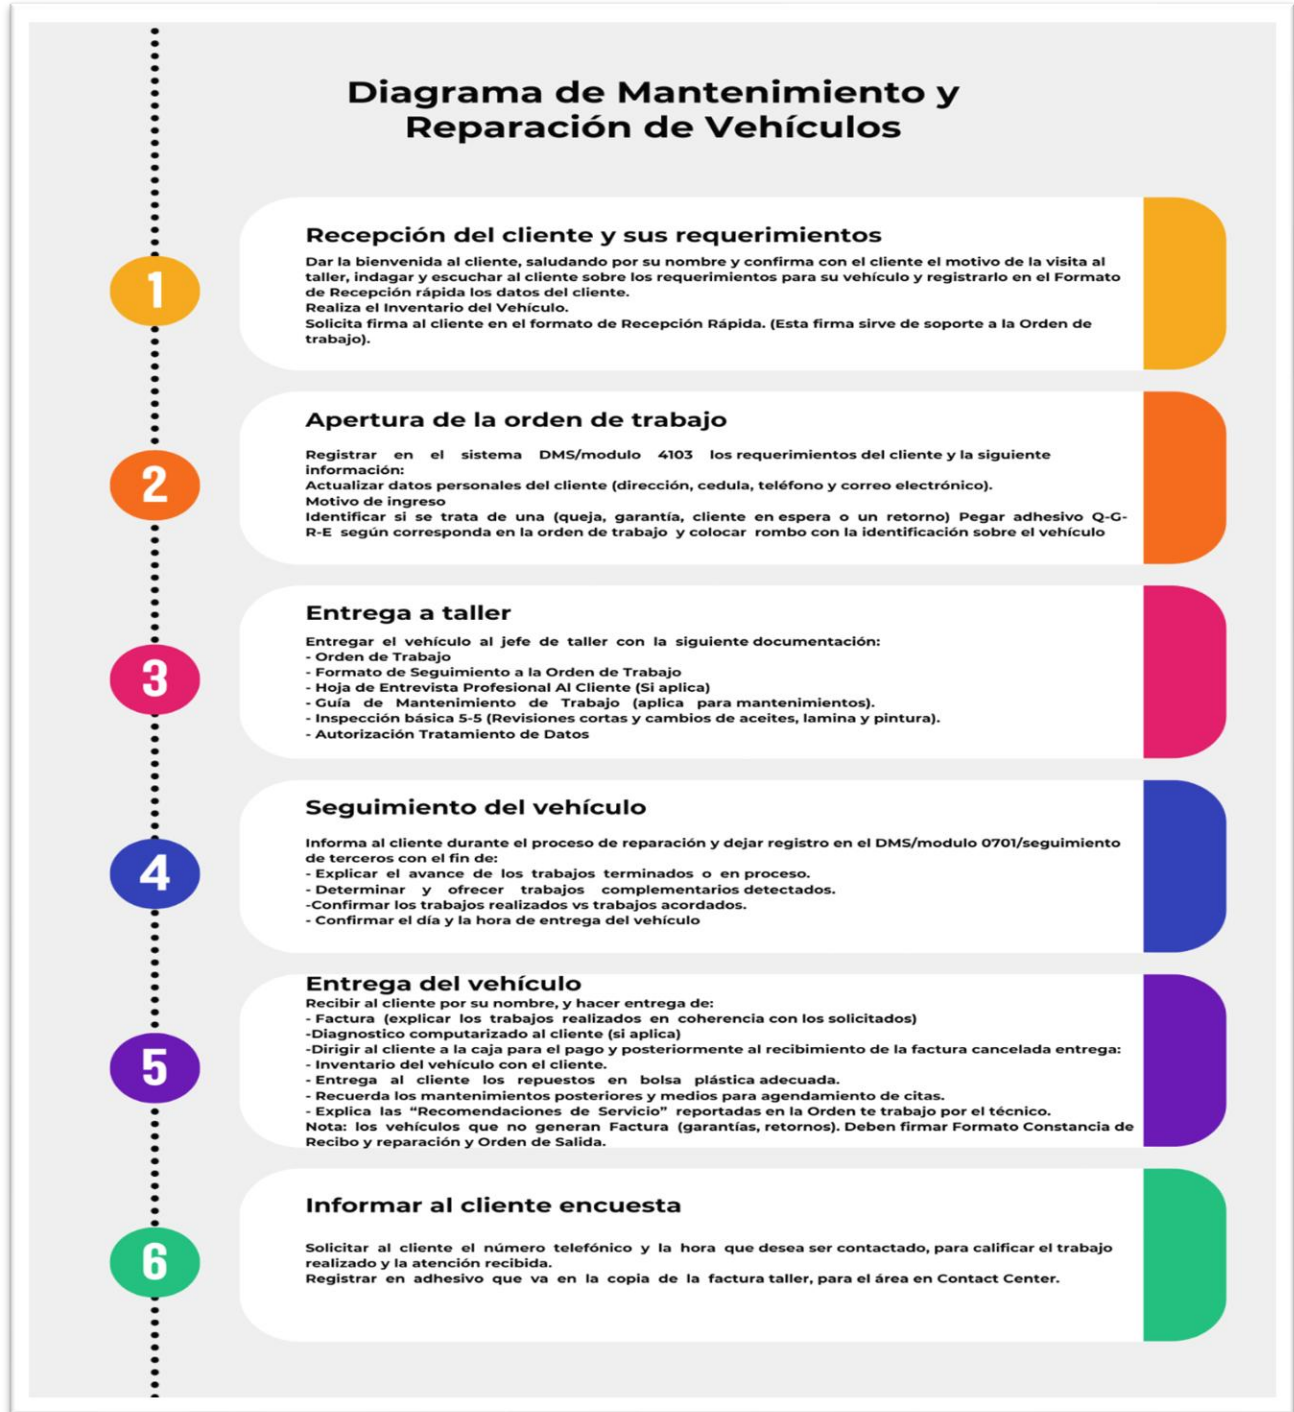 Diagrama de Mantenimiento y
Reparación de Vehículos
1
Recepción del cliente y sus requerimientos
Dar la bienvenida al cliente, saludando por su nombre y confirma con el cliente el motivo de la visita al
taller, indagar y escuchar al cliente sobre los requerimientos para su vehículo y registrarlo en el Formato
de Recepción rápida los datos del cliente.
Realiza el Inventario del Vehículo.
Solicita firma al cliente en el formato de Recepción Rápida. (Esta firma sirve de soporte a la Orden de
trabajo).
2
Apertura de la orden de trabajo
Registrar en el sistema DMS/modulo 4103 los requerimientos del cliente y la siguiente
información:
Actualizar datos personales del cliente (dirección, cedula, teléfono y correo electrónico).
Motivo de ingreso
Identificar si se trata de una (queja, garantía, cliente en espera o un retorno) Pegar adhesivo Q-G-
R-E según corresponda en la orden de trabajo y colocar rombo con la identificación sobre el vehículo
3
Entrega a taller
Entregar el vehículo al jefe de taller con la siguiente documentación:
- Orden de Trabajo
- Formato de Seguimiento a la Orden de Trabajo
- Hoja de Entrevista Profesional Al Cliente (Si aplica)
- Guía de Mantenimiento de Trabajo (aplica para mantenimientos).
- Inspección básica 5-5 (Revisiones cortas y cambios de aceites, lamina y pintura).
- Autorización Tratamiento de Datos
4
Seguimiento del vehículo
Informa al cliente durante el proceso de reparación y dejar registro en el DMS/modulo 0701/seguimiento
de terceros con el fin de:
- Explicar el avance de los trabajos terminados o en proceso.
- Determinar y ofrecer trabajos complementarios detectados.
-Confirmar los trabajos realizados vs trabajos acordados.
- Confirmar el día y la hora de entrega del vehículo
5
Entrega del vehículo
Recibir al cliente por su nombre, y hacer entrega de:
- Factura (explicar los trabajos realizados en coherencia con los solicitados)
-Diagnostico computarizado al cliente (si aplica)
-Dirigir al cliente a la caja para el pago y posteriormente al recibimiento de la factura cancelada entrega:
- Inventario del vehículo con el cliente.
- Entrega al cliente los repuestos en bolsa plástica adecuada.
- Recuerda los mantenimientos posteriores y medios para agendamiento de citas.
- Explica las “Recomendaciones de Servicio” reportadas en la Orden te trabajo por el técnico.
Nota: los vehículos que no generan Factura (garantías, retornos). Deben firmar Formato Constancia de
Recibo y reparación y Orden de Salida.
6
Informar al cliente encuesta
Solicitar al cliente el número telefónico y la hora que desea ser contactado, para calificar el trabajo
realizado y la atención recibida.
Registrar en adhesivo que va en la copia de la factura taller, para el área en Contact Center.